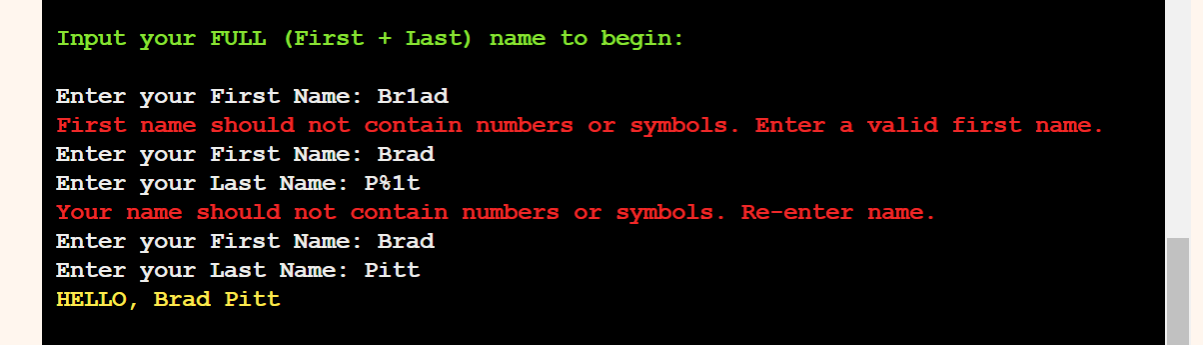 Input your FULL (First + Last) name to begin:
Enter your First Name: Br1ad
First name should not contain numbers or symbols. Enter a valid first name.
Enter your First Name: Brad
Enter your Last Name: P%1t
Your name should not contain numbers or symbols. Re-enter name.
Enter your First Name: Brad
Enter your Last Name: Pitt
HELLO, Brad Pitt